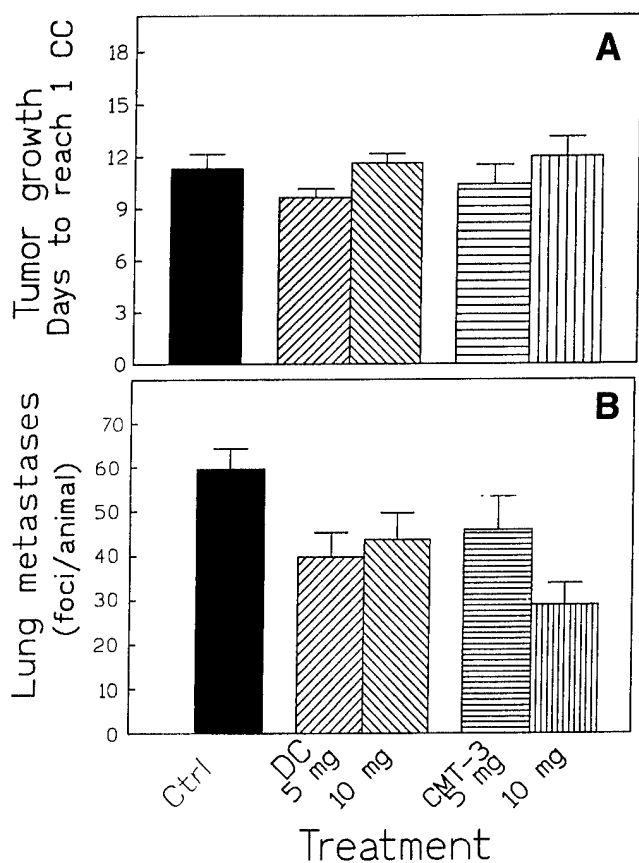 A
Tumor growth
Days to reach 1 CC
18
15
12
9
6
3
0
B
Lung metastases
(foci/animal)
70
60
50
40
30
20
10
0
Ctrl
DC
5 mg
10 mg
CMT-3
5 mg
10 mg
Treatment